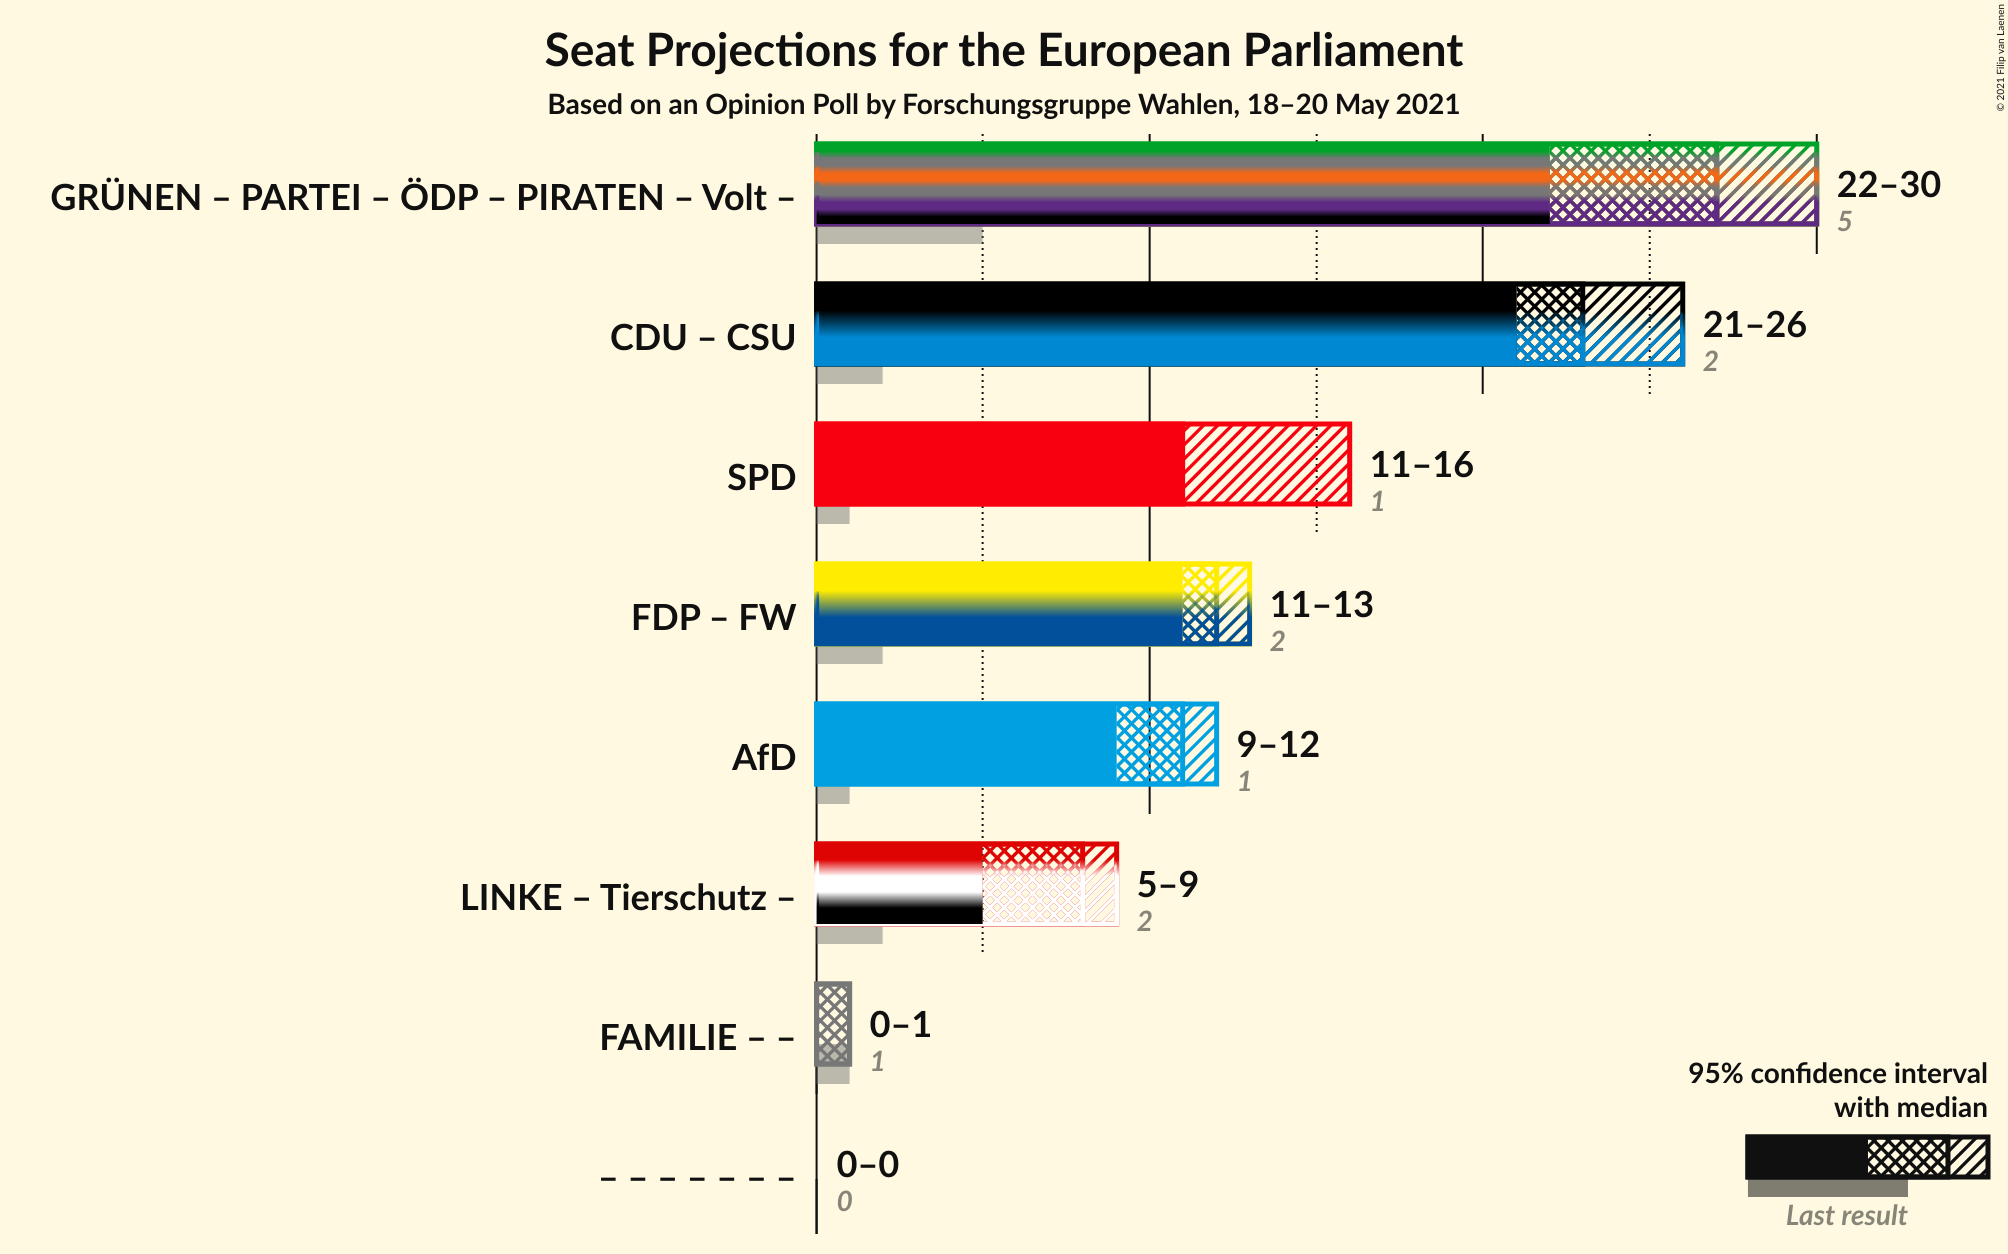 Seat Projections for the European Parliament
Based on an Opinion Poll by Forschungsgruppe Wahlen, 18–20 May 2021
© 2021 Filip van Laenen
GRÜNEN – PARTEI – ÖDP – PIRATEN – Volt –
22–30
5
CDU – CSU
21–26
2
SPD
11–16
1
FDP – FW
11–13
2
AfD
9–12
1
LINKE – Tierschutz –
5–9
2
FAMILIE – –
0–1
1
– – – – – – –
0–0
0
95% confidence interval
with median
Last result